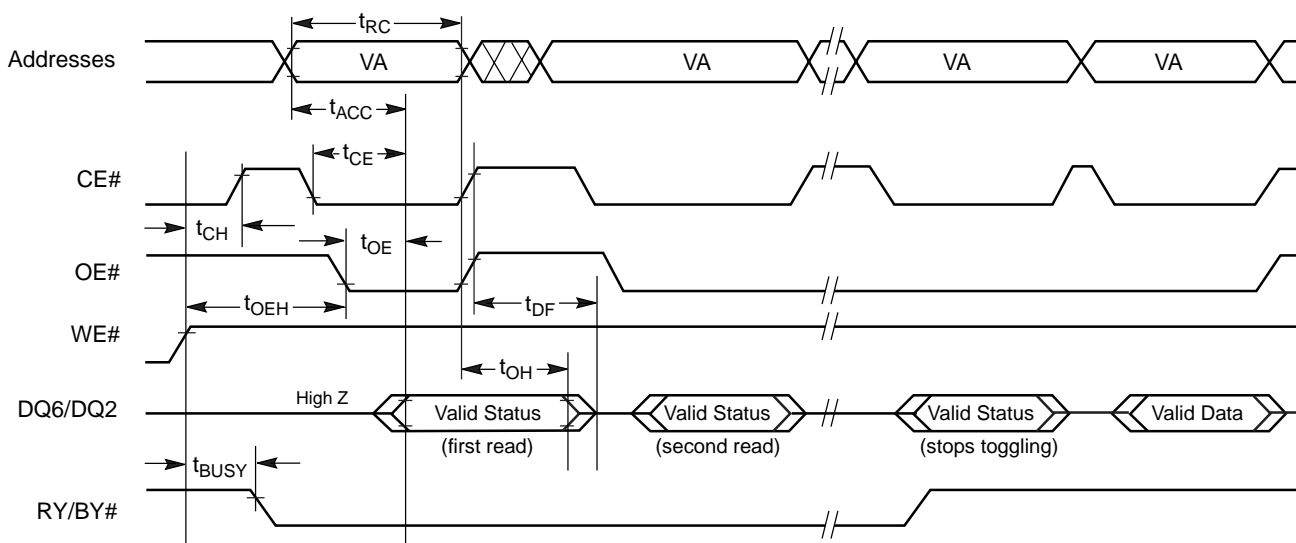 tRC
Addresses VA VA VA VA
tACC
tCE
CE#
tCH tOE
OE#
tOEH tDF
WE#
tOH
High Z
DQ6/DQ2 Valid Status Valid Status Valid Status Valid Data
(first read) (second read) (stops toggling)
tBUSY
RY/BY#